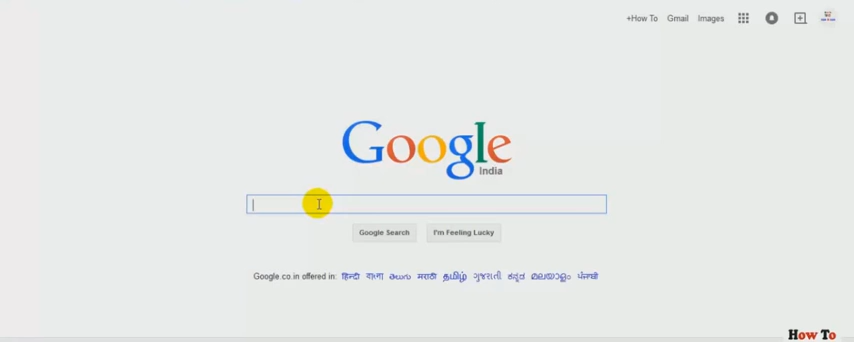 +How To Gmail Images
Google
India
Google Search I'm Feeling Lucky
Google.co.in offered in: हिन्दी বাংলা తెలుగు मराठी தமிழ் ગુજરાતી ಕನ್ನಡ മലയാളം ਪੰਜਾਬੀ
How To